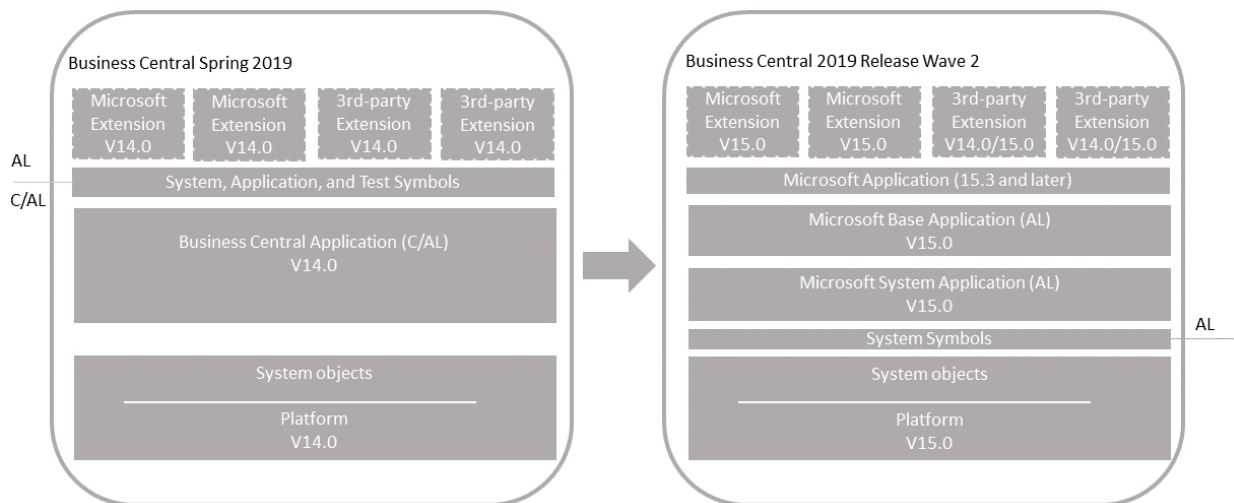 Business Central Spring 2019
Microsoft
Extension
V14.0
Microsoft
Extension
V14.0
3rd-party
Extension
V14.0
3rd-party
Extension
V14.0
AL
C/AL
System, Application, and Test Symbols
Business Central Application (C/AL)
V14.0
System objects
Platform
V14.0
Business Central 2019 Release Wave 2
Microsoft
Extension
V15.0
Microsoft
Extension
V15.0
3rd-party
Extension
V14.0/15.0
3rd-party
Extension
V14.0/15.0
Microsoft Application (15.3 and later)
Microsoft Base Application (AL)
V15.0
Microsoft System Application (AL)
V15.0
System Symbols
AL
System objects
Platform
V15.0